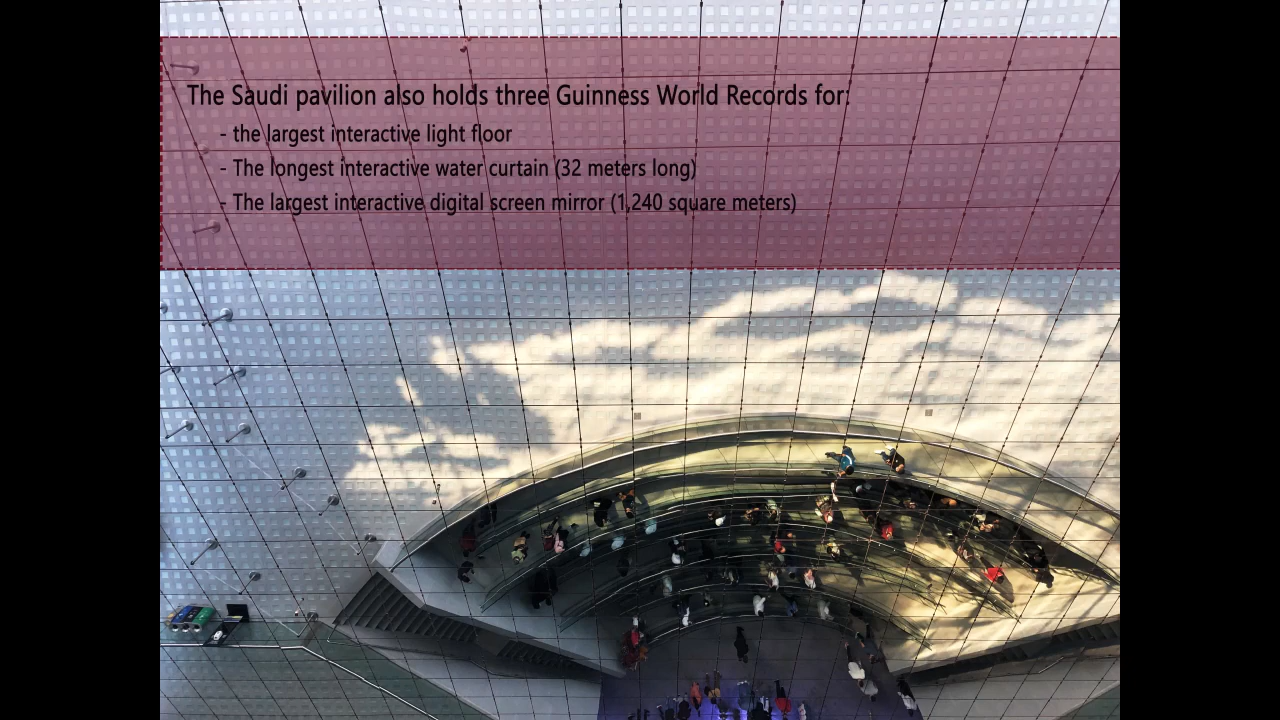 The Saudi pavilion also holds three Guinness World Records for:
- the largest interactive light floor
- The longest interactive water curtain (32 meters long)
- The largest interactive digital screen mirror (1,240 square meters)